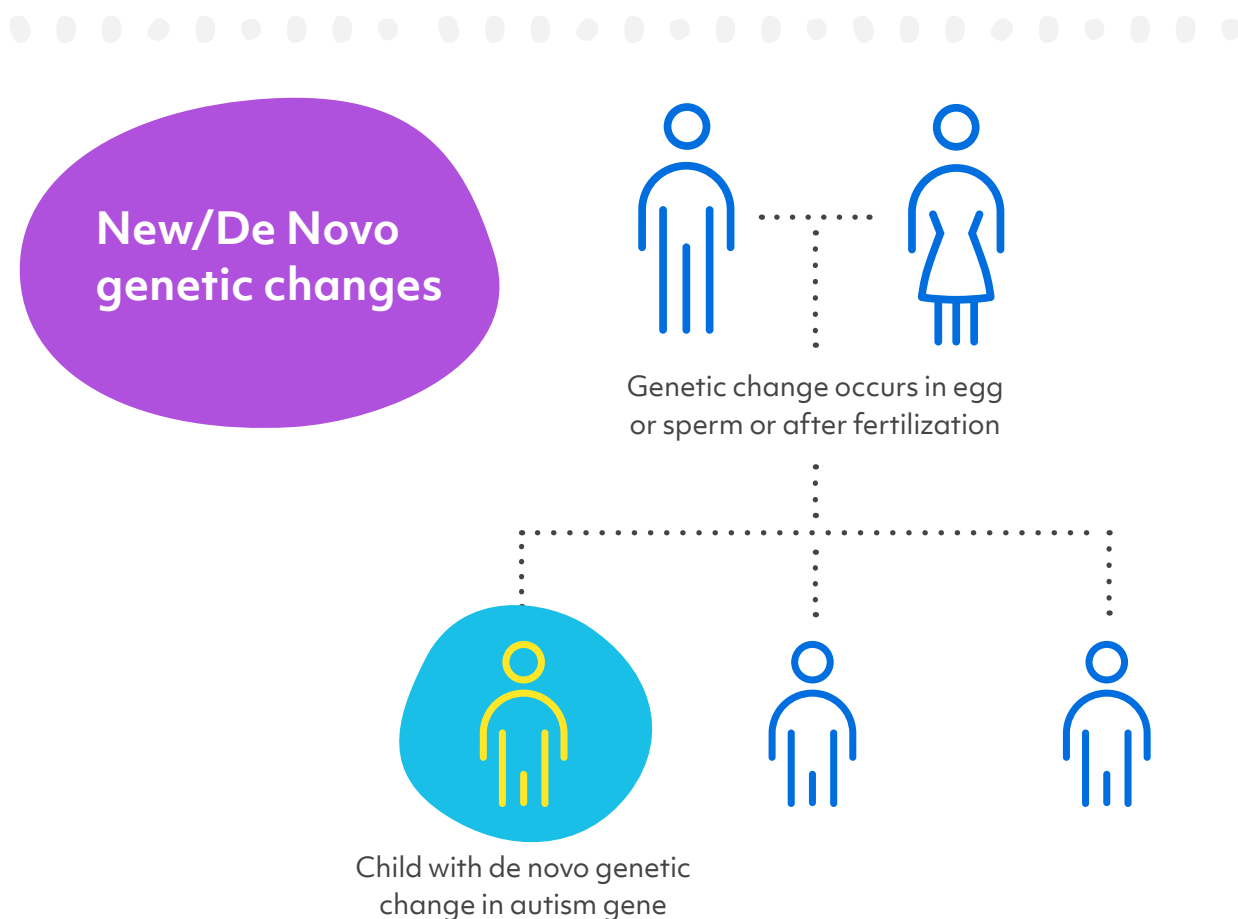 New/De Novo
genetic changes
Genetic change occurs in egg
or sperm or after fertilization
Child with de novo genetic
change in autism gene